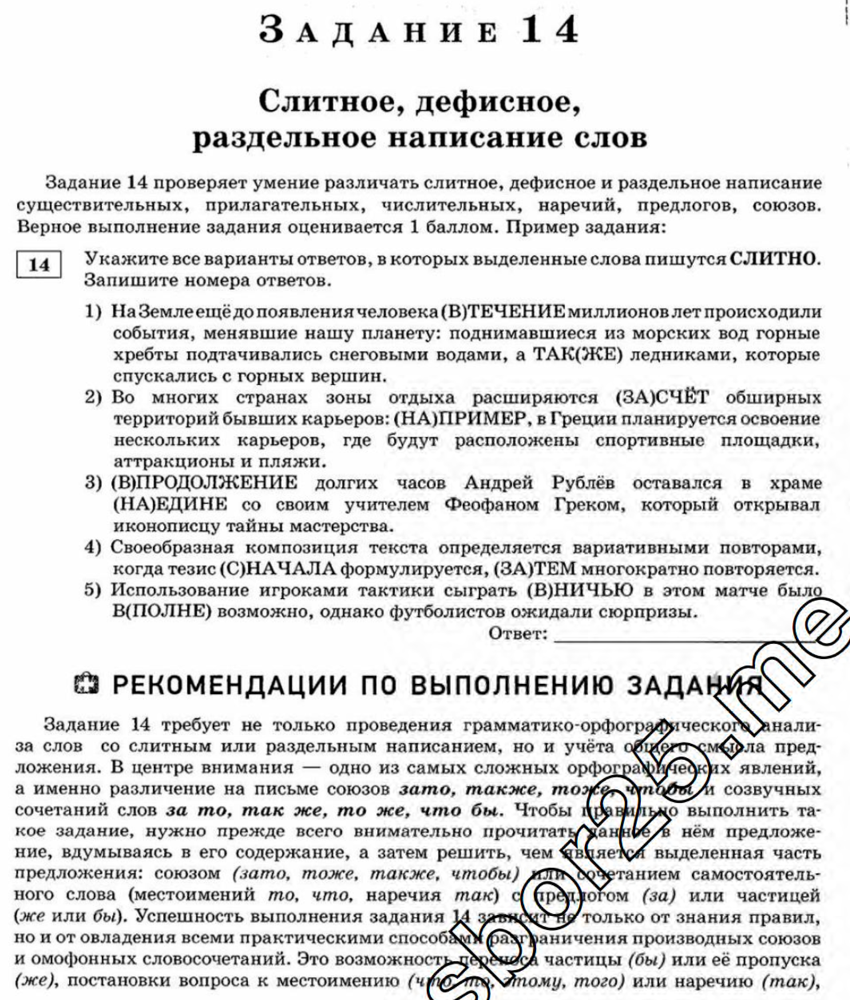 ЗАДАНИЕ 14
Слитное, дефисное,
раздельное написание слов
Задание 14 проверяет умение различать слитное, дефисное и раздельное написание
существительных, прилагательных, числительных, наречий, предлогов, союзов.
Верное выполнение задания оценивается 1 баллом. Пример задания:
14 Укажите все варианты ответов, в которых выделенные слова пишутся СЛИТНО.
Запишите номера ответов.
1) На Земле ещё до появления человека (В)ТЕЧЕНИЕ миллионов лет происходили
события, менявшие нашу планету: поднимавшиеся из морских вод горные
хребты подтачивались снеговыми водами, а ТАК(ЖЕ) ледниками, которые
спускались с горных вершин.
2) Во многих странах зоны отдыха расширяются (ЗА)СЧЁТ обширных
территорий бывших карьеров: (НА)ПРИМЕР, в Греции планируется освоение
нескольких карьеров, где будут расположены спортивные площадки,
аттракционы и пляжи.
3) (В)ПРОДОЛЖЕНИЕ долгих часов Андрей Рублёв оставался в храме
(НА)ЕДИНЕ со своим учителем Феофаном Греком, который открывал
иконописцу тайны мастерства.
4) Своеобразная композиция текста определяется вариативными повторами,
когда тезис (С)НАЧАЛА формулируется, (ЗА)ТЕМ многократно повторяется.
5) Использование игроками тактики сыграть (В)НИЧЬЮ в этом матче было
В(ПОЛНЕ) возможно, однако футболистов ожидали сюрпризы.
Ответ:
РЕКОМЕНДАЦИИ ПО ВЫПОЛНЕНИЮ ЗАДАНИЯ
Задание 14 требует не только проведения грамматико-орфографического анали-
за слов со слитным или раздельным написанием, но и учёта общего смысла пред-
ложения. В центре внимания — одно из самых сложных орфографических явлений,
а именно различение на письме союзов зато, также, тоже, чтобы и созвучных
сочетаний слов за то, так же, то же, что бы. Чтобы правильно выполнить та-
кое задание, нужно прежде всего внимательно прочитать данное в нём предложе-
ние, вдумываясь в его содержание, а затем решить, чем является выделенная часть
предложения: союзом (зато, тоже, также, чтобы) или сочетанием самостоятель-
ного слова (местоимений то, что, наречия так) с предлогом (за) или частицей
(же или бы). Успешность выполнения задания 14 зависит не только от знания правил,
но и от овладения всеми практическими способами разграничения производных союзов
и омофонных словосочетаний. Это возможность переноса частицы (бы) или её пропуска
(же), постановки вопроса к местоимению (что, то, этому, того) или наречию (так),
sbor25.me